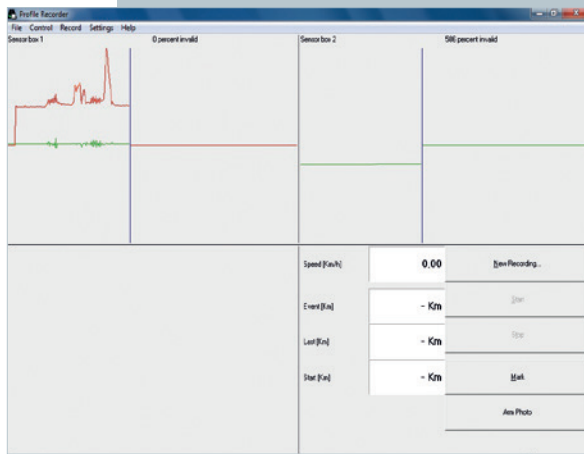 Profile Recorder
File Control Record Settings Help
Sensor box 1 0 percent invalid Sensor box 2 586 percent invalid
Speed [Km/h] 0.00 New Recording...
Event [Km] - Km Start
Last [Km] - Km Stop
Start [Km] - Km Mark
Arm Photo